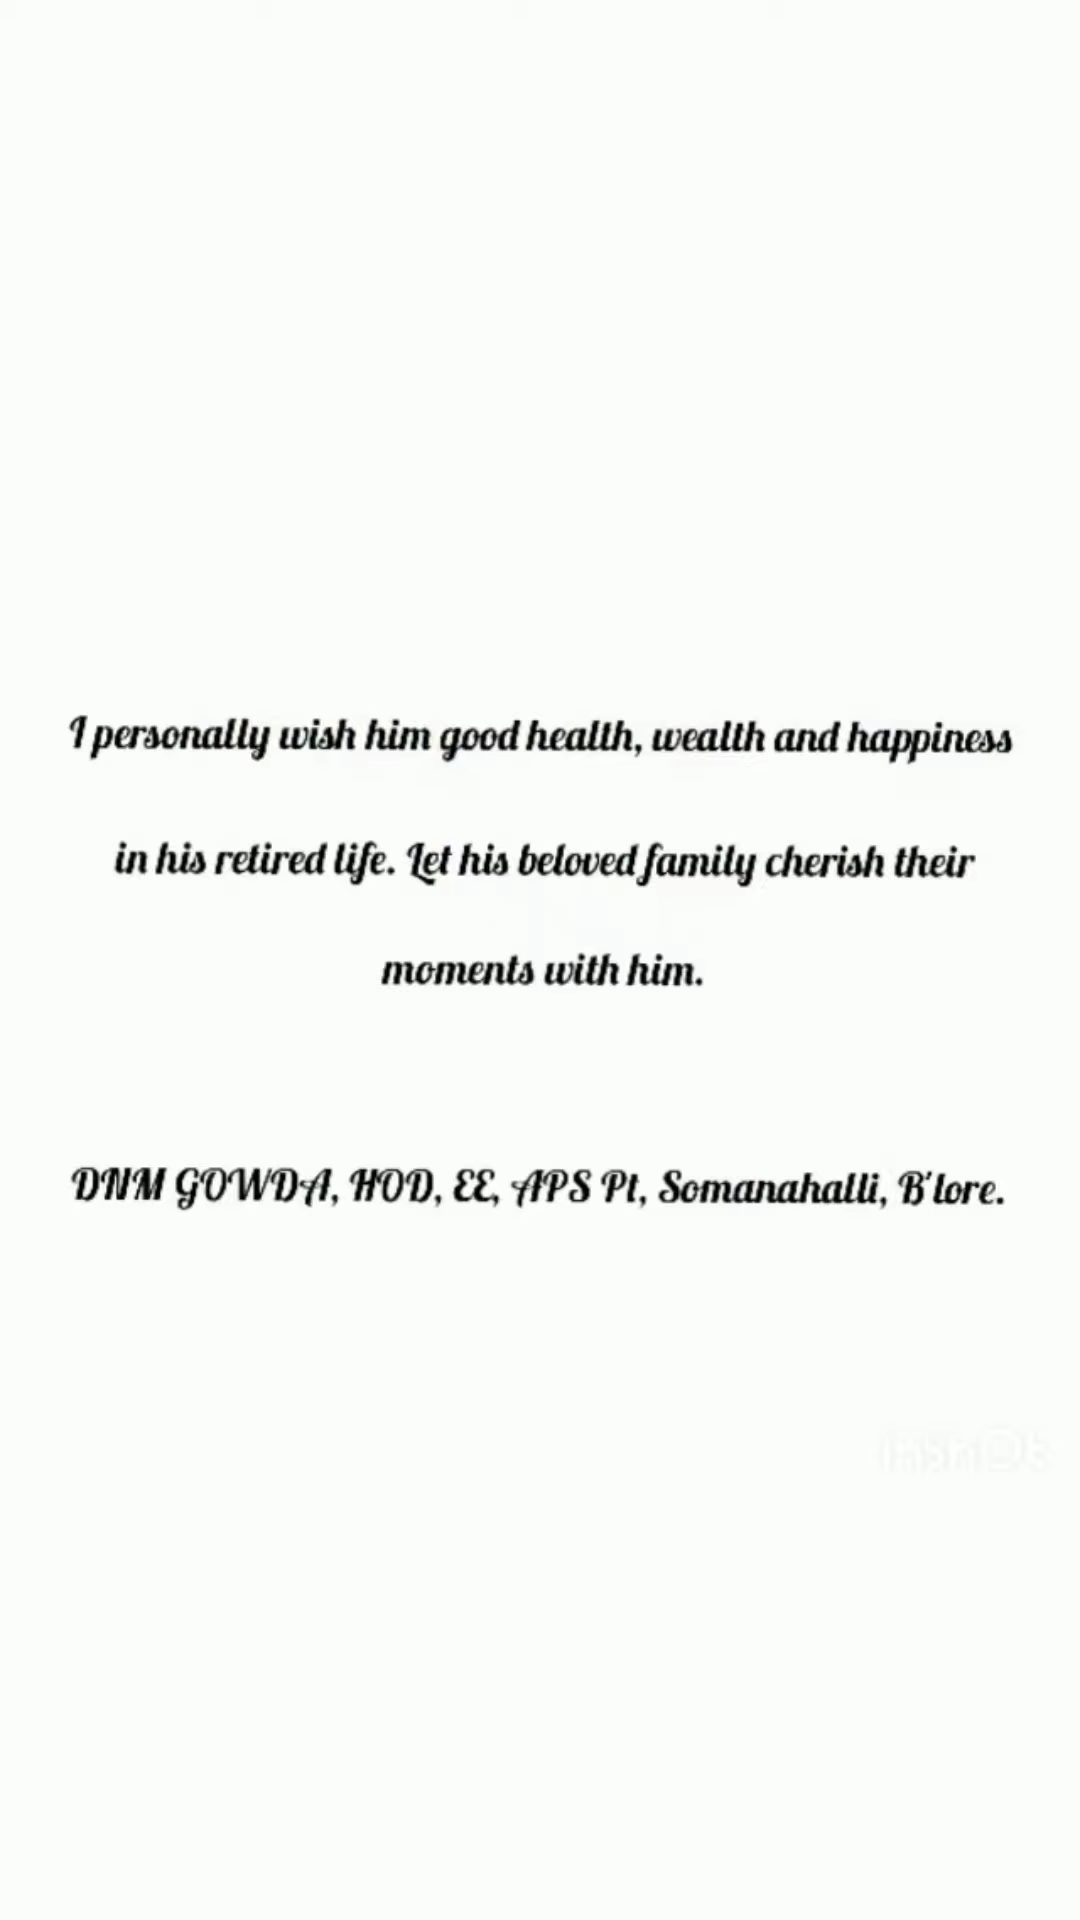 I personally wish him good health, wealth and happiness
in his retired life. Let his beloved family cherish their
moments with him.
DNM GOWDA, HOD, EE, APS Pt, Somanahalli, B'lore.